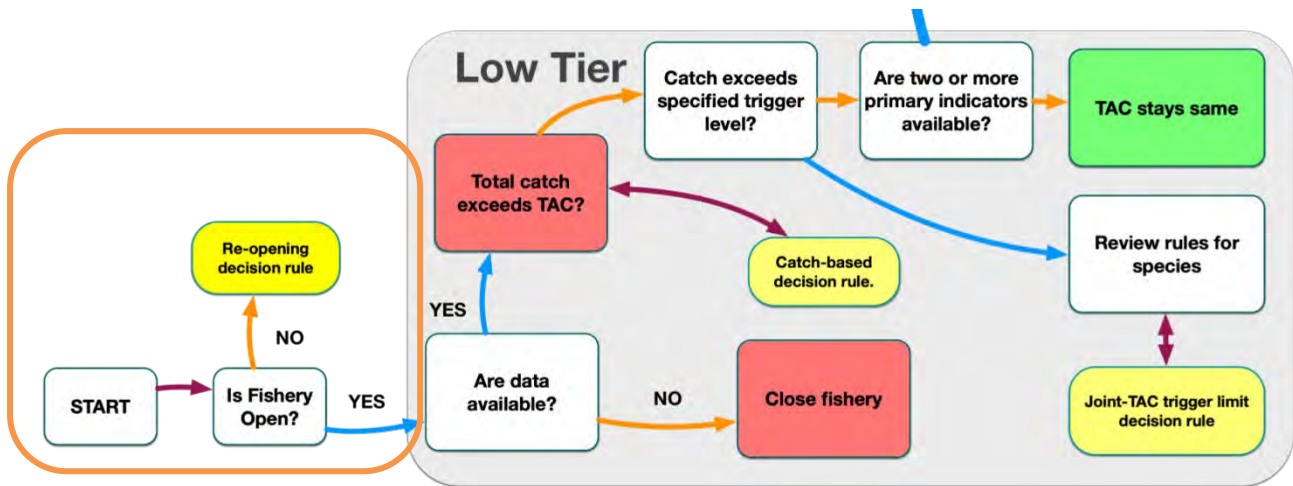 Low Tier
Catch exceeds
specified trigger
level?
Are two or more
primary indicators
available?
TAC stays same
Total catch
exceeds TAC?
Re-opening
decision rule
Catch-based
decision rule.
Review rules for
species
NO
YES
START
Is Fishery
Open?
YES
Are data
available?
NO
Close fishery
Joint-TAC trigger limit
decision rule